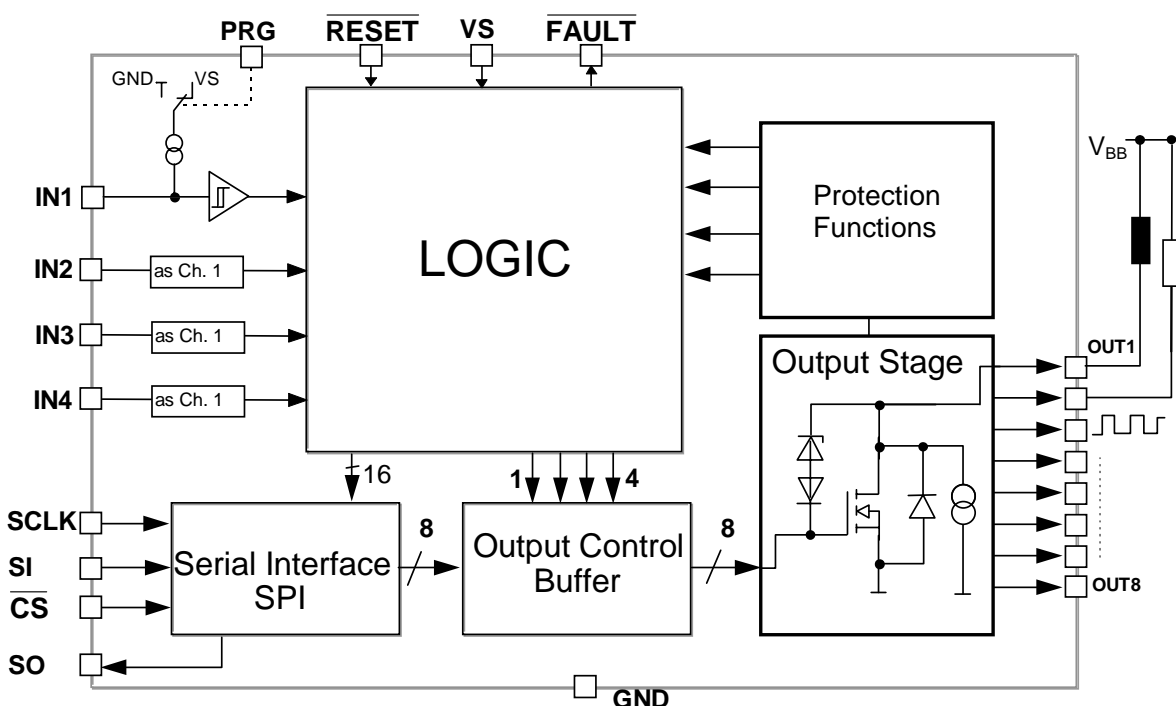 PRG
RESET
VS
FAULT
GND
VS
IN1
IN2
as Ch. 1
IN3
as Ch. 1
IN4
as Ch. 1
LOGIC
Protection
Functions
VBB
Output Stage
OUT1
OUT8
16
1
4
SCLK
SI
CS
SO
Serial Interface
SPI
8
Output Control
Buffer
8
GND